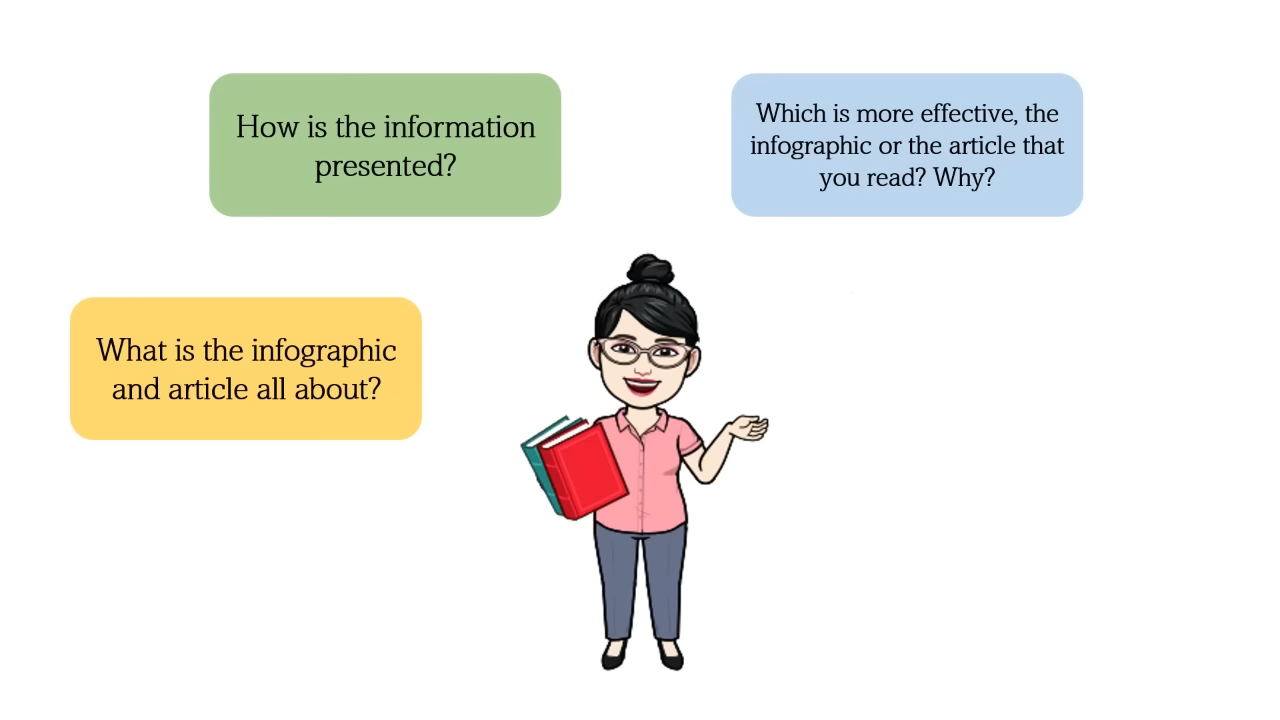 How is the information
presented?
Which is more effective, the
infographic or the article that
you read? Why?
What is the infographic
and article all about?